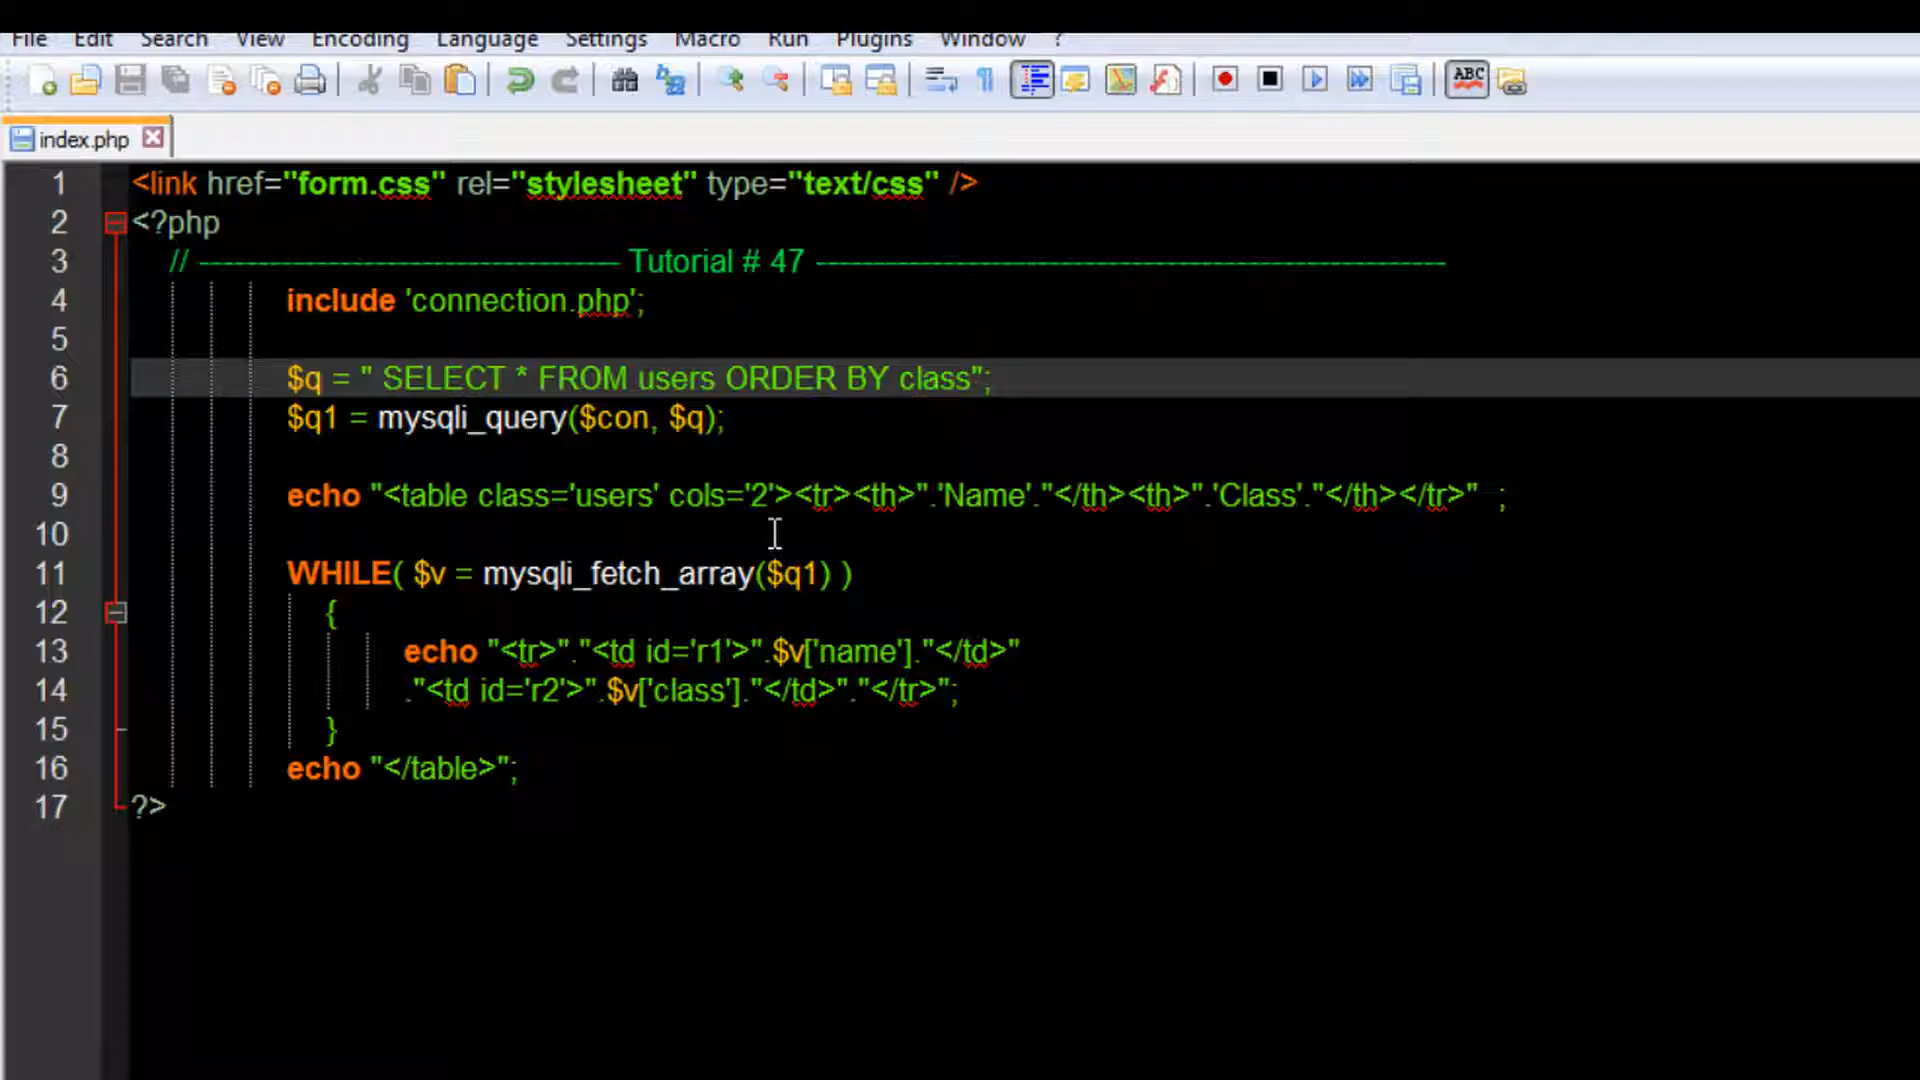 File Edit Search View Encoding Language Settings Macro Run Plugins Window ?
ABC
index.php
1 <link href="form.css" rel="stylesheet" type="text/css" />
2 <?php
3 // ------------------------------------ Tutorial # 47 ------------------------------------------------------
4 include 'connection.php';
5
6 $q = " SELECT * FROM users ORDER BY class";
7 $q1 = mysqli_query($con, $q);
8
9 echo "<table class='users' cols='2'><tr><th>".'Name'."</th><th>".'Class'."</th></tr>" ;
10
11 WHILE( $v = mysqli_fetch_array($q1) )
12 {
13 echo "<tr>"."<td id='r1'>".$v['name']."</td>"
14 ."<td id='r2'>".$v['class']."</td>"."</tr>";
15 }
16 echo "</table>";
17 ?>